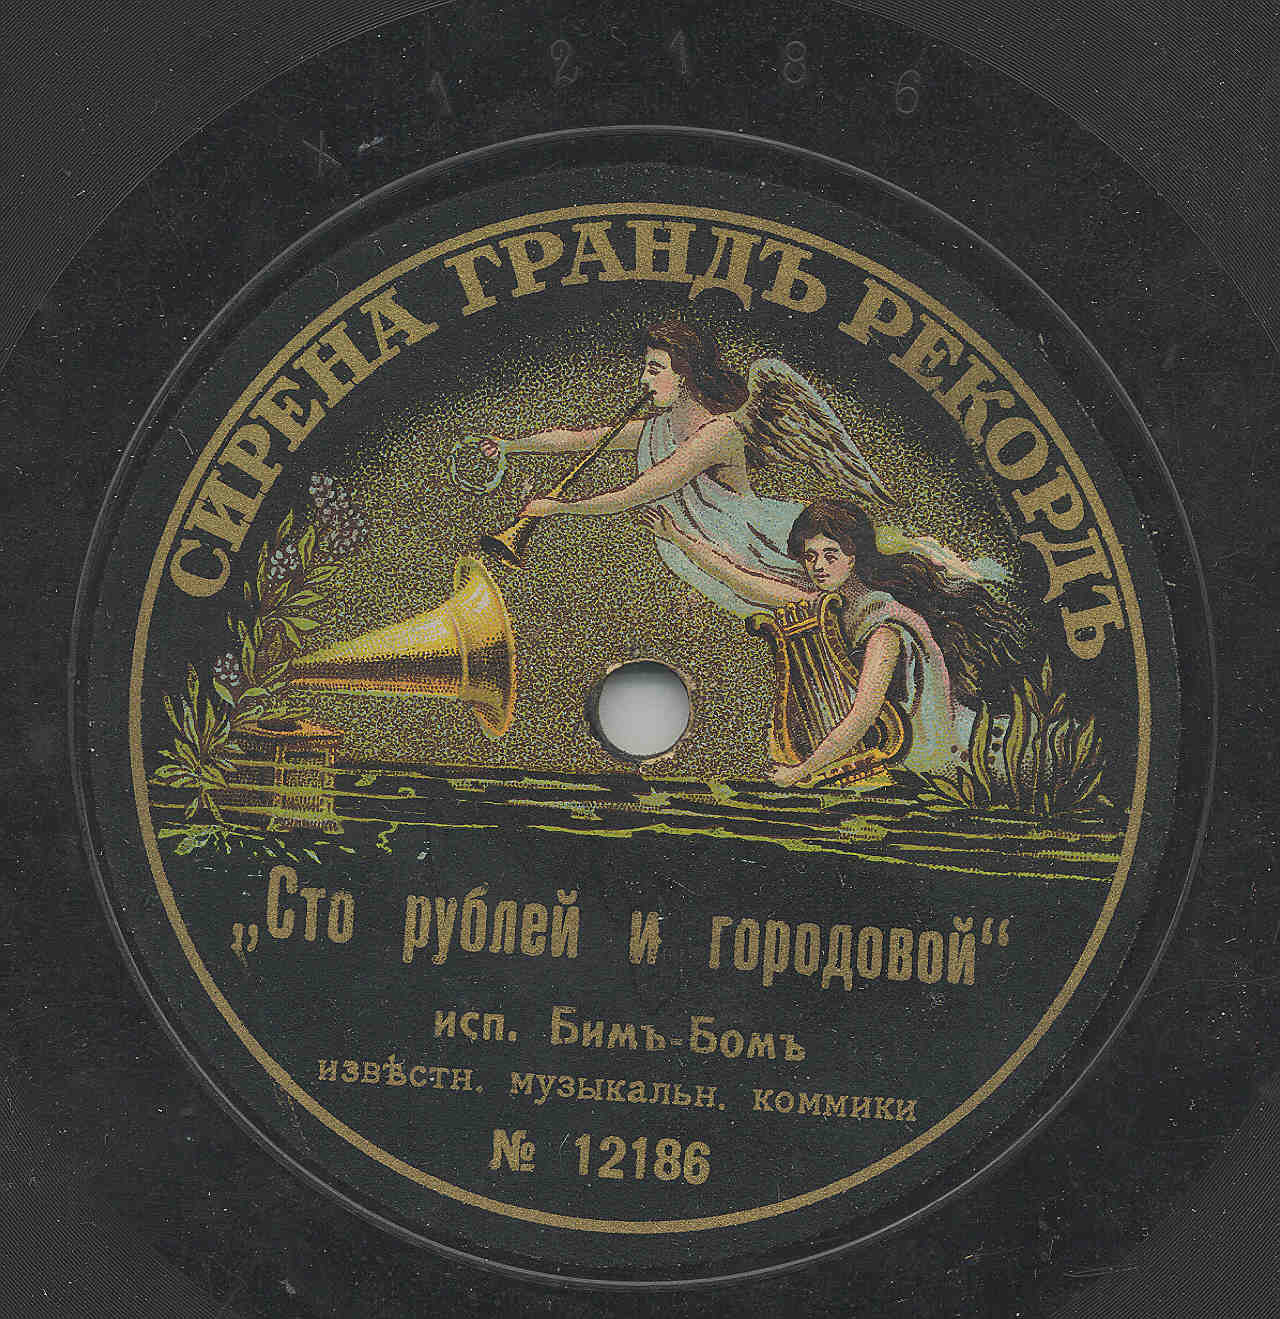 X-12186
СИРЕНА ГРАНДЪ РЕКОРДЪ
„Сто рублей и городовой“
исп. Бимъ-Бомъ
извѣстн. музыкальн. коммики
№ 12186